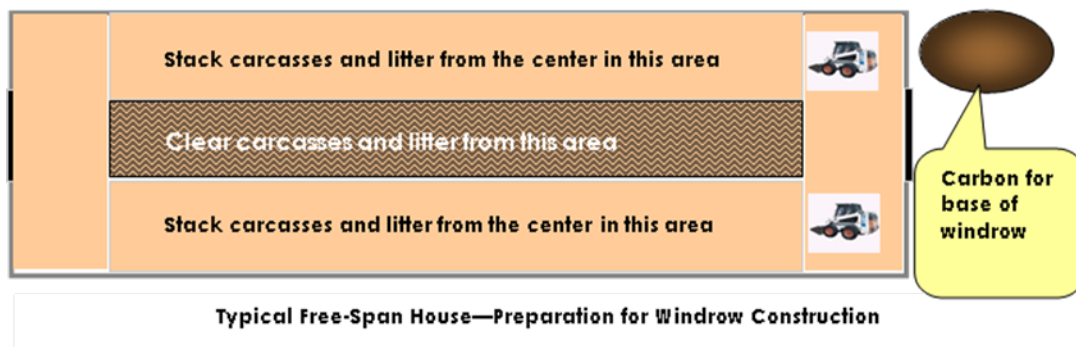 Stack carcasses and litter from the center in this area
Clear carcasses and litter from this area
Stack carcasses and litter from the center in this area
Carbon for
base of
windrow
Typical Free-Span House—Preparation for Windrow Construction